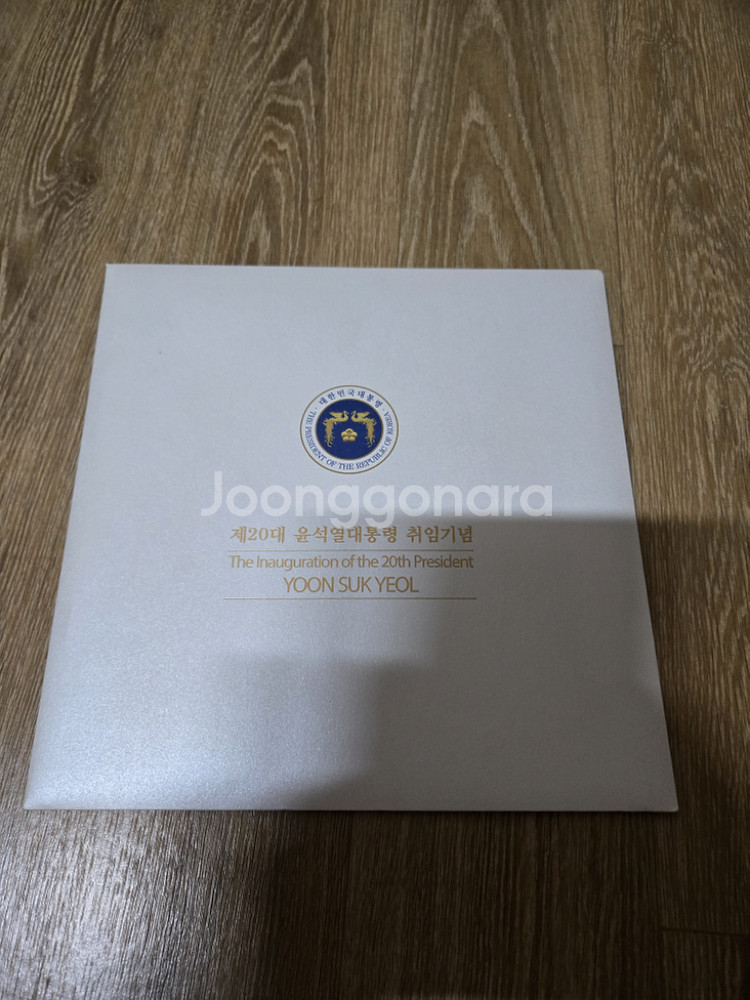 · 대한민국대통령 ·
THE PRESIDENT OF THE REPUBLIC OF KOREA
Joonggonara
제20대 윤석열대통령 취임기념
The Inauguration of the 20th President
YOON SUK YEOL